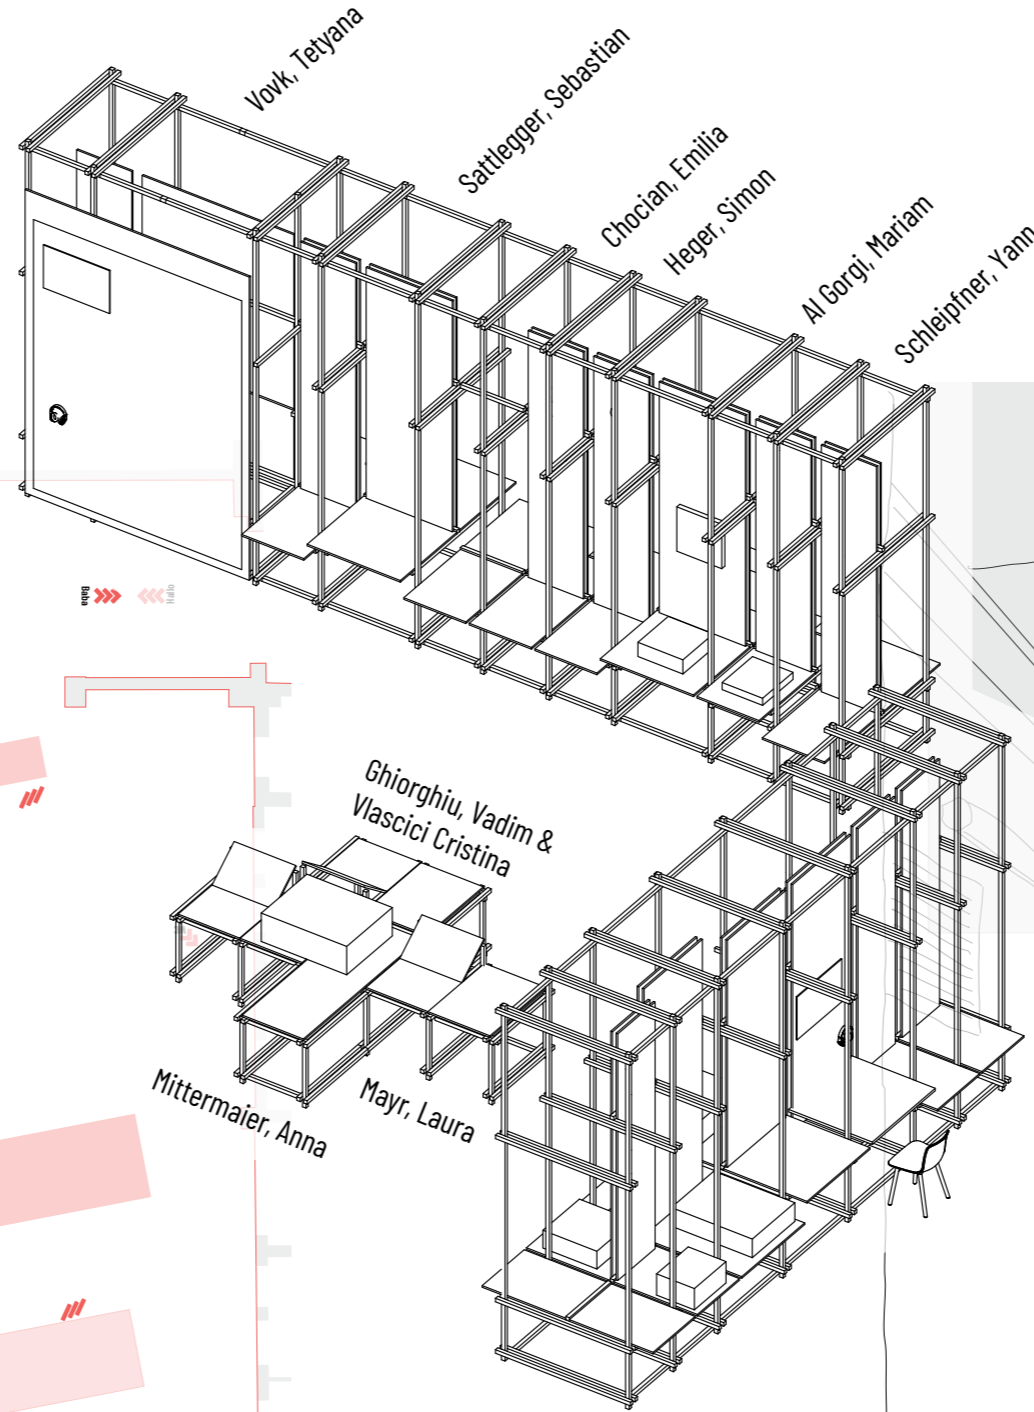 Vovk, Tetyana
Sattlegger, Sebastian
Chocian, Emilia
Heger, Simon
Al Gorgi, Mariam
Schleipfner, Yann
Baba
Ghiorghiu, Vadim &
Vlascici Cristina
Mittermaier, Anna
Mayr, Laura